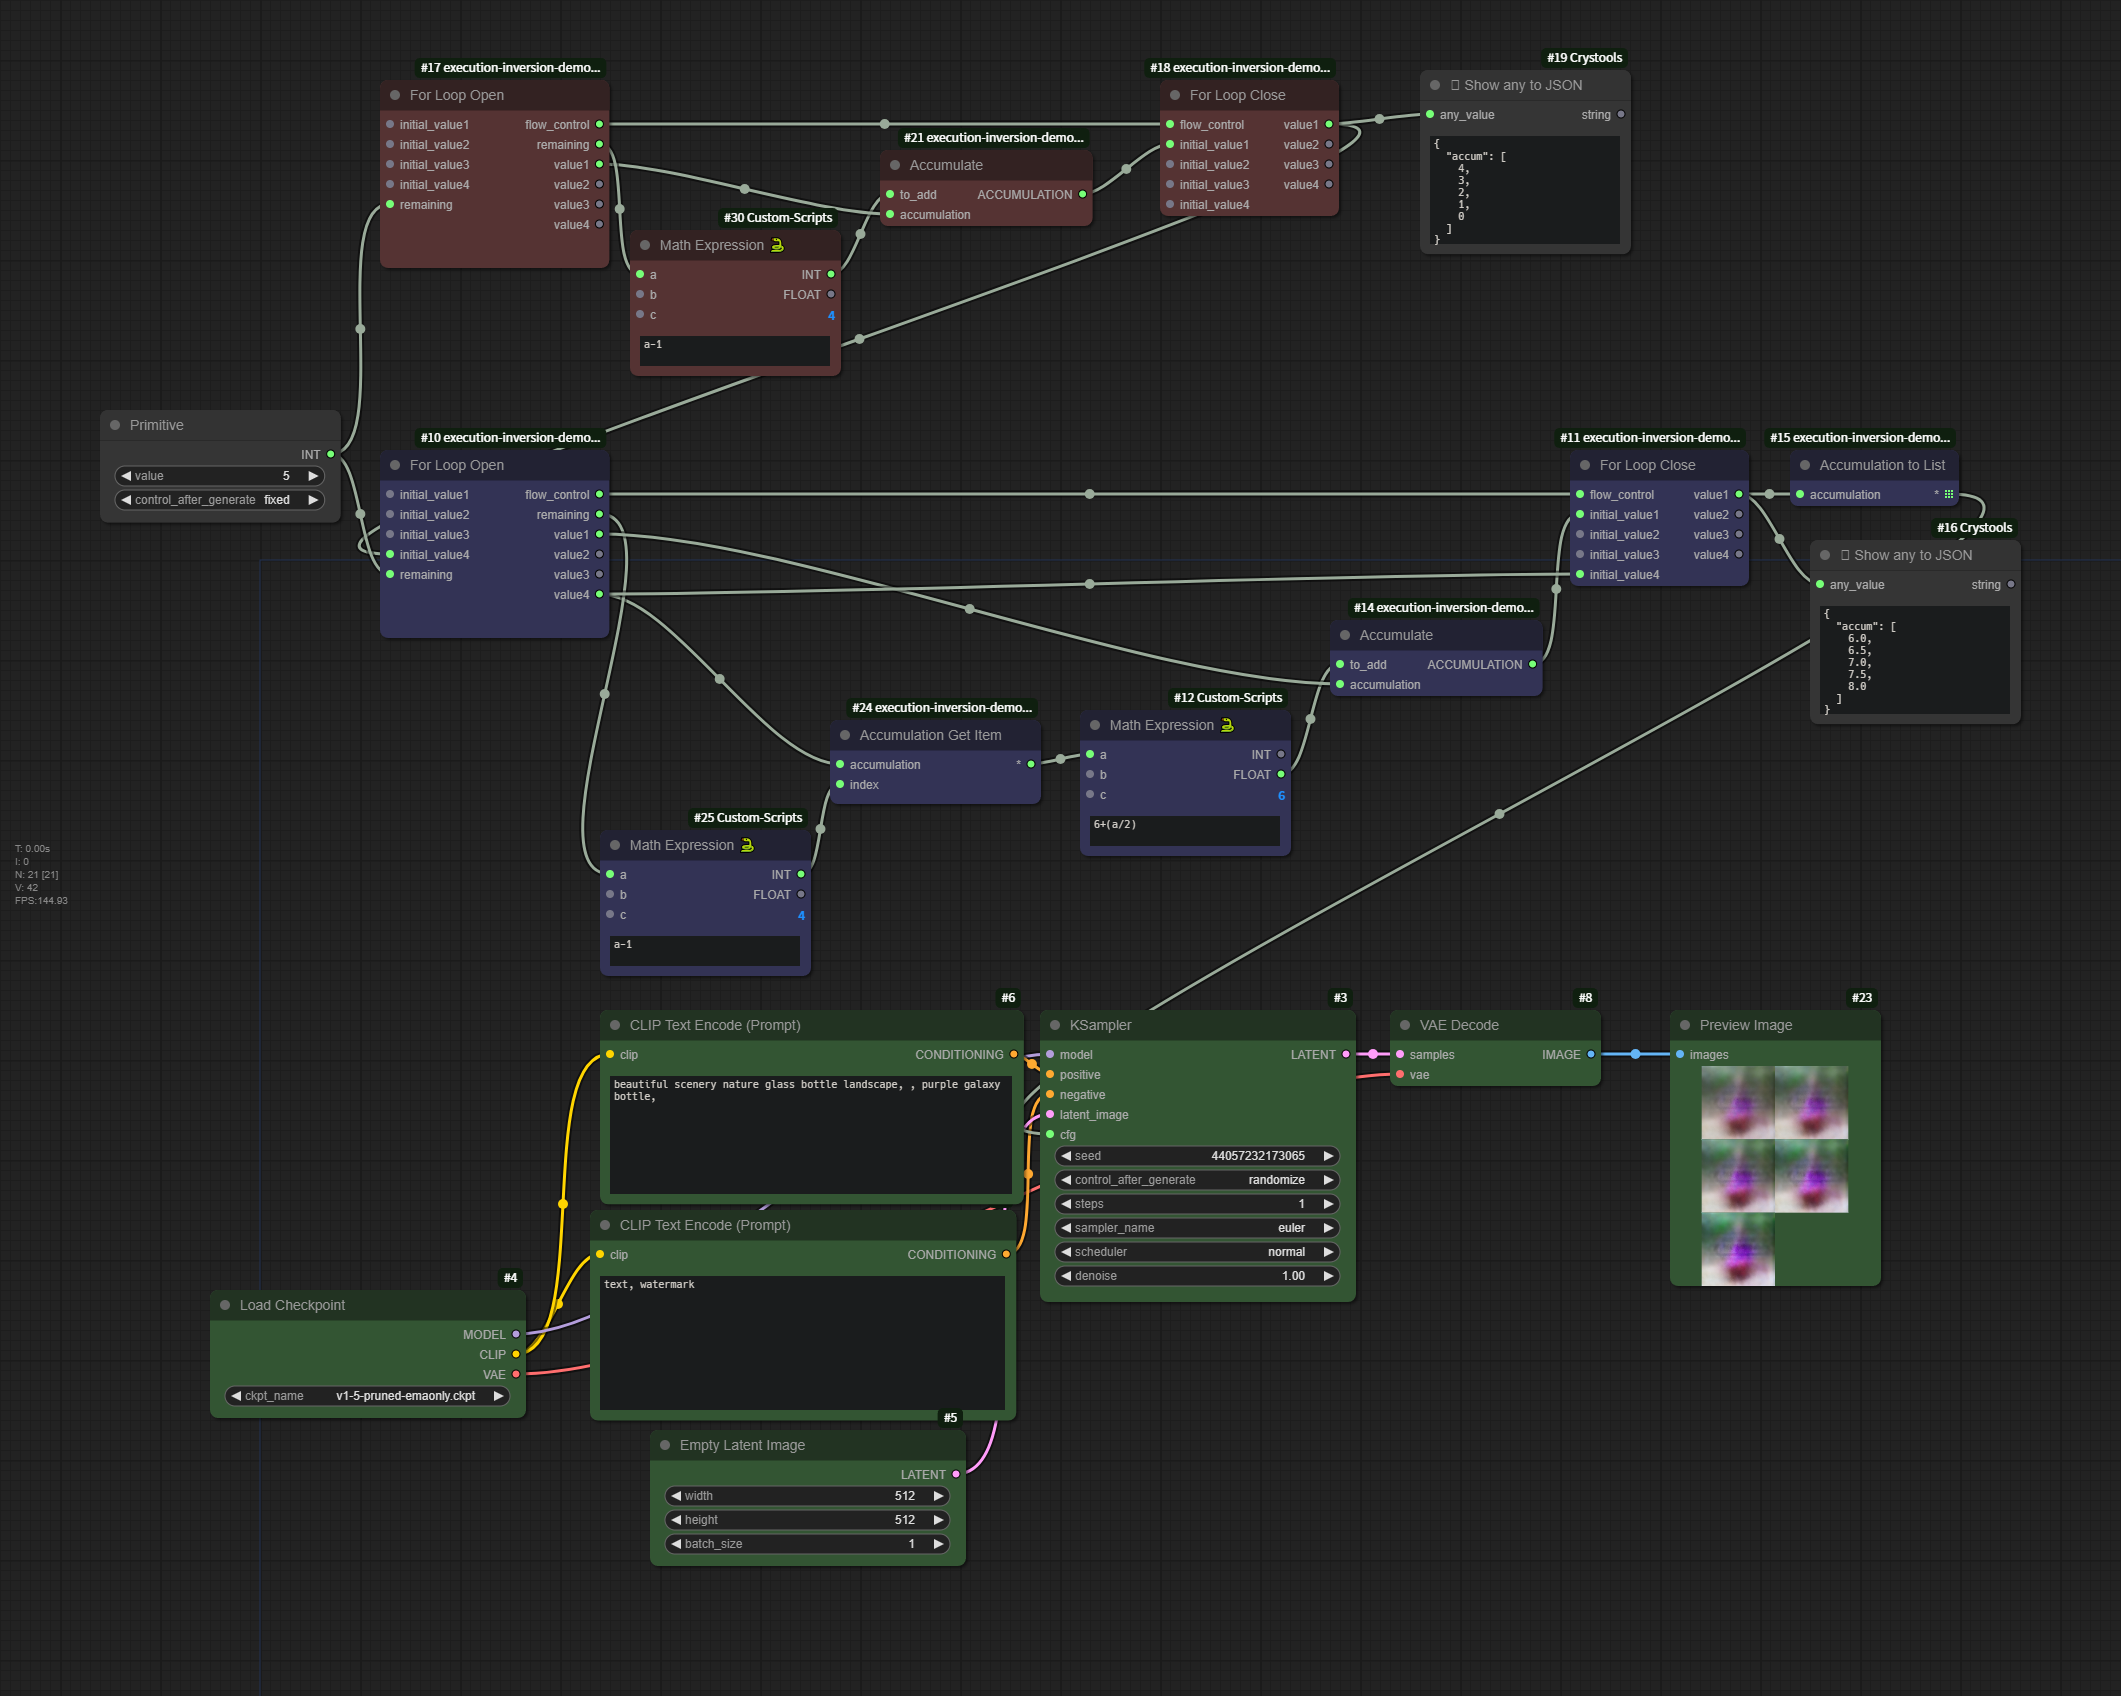 #17 execution-inversion-demo...
For Loop Open
initial_value1 flow_control
initial_value2 remaining
initial_value3 value1
initial_value4 value2
remaining value3
value4
#18 execution-inversion-demo...
For Loop Close
flow_control value1
initial_value1 value2
initial_value2 value3
initial_value3 value4
initial_value4
#19 Crystools
Show any to JSON
any_value string
{
"accum": [
4,
3,
2,
1,
0
]
}
#21 execution-inversion-demo...
Accumulate
to_add ACCUMULATION
accumulation
#30 Custom-Scripts
Math Expression 🐍
a INT
b FLOAT
c 4
a-1
Primitive
INT
value 5
control_after_generate fixed
#10 execution-inversion-demo...
For Loop Open
initial_value1 flow_control
initial_value2 remaining
initial_value3 value1
initial_value4 value2
remaining value3
value4
#11 execution-inversion-demo...
For Loop Close
flow_control value1
initial_value1 value2
initial_value2 value3
initial_value3 value4
initial_value4
#15 execution-inversion-demo...
Accumulation to List
accumulation *
#16 Crystools
Show any to JSON
any_value string
{
"accum": [
6.0,
6.5,
7.0,
7.5,
8.0
]
}
#14 execution-inversion-demo...
Accumulate
to_add ACCUMULATION
accumulation
#24 execution-inversion-demo...
Accumulation Get Item
accumulation *
index
#12 Custom-Scripts
Math Expression 🐍
a INT
b FLOAT
c 6
6+(a/2)
#25 Custom-Scripts
Math Expression 🐍
a INT
b FLOAT
c 4
a-1
T: 0.00s
I: 0
N: 21 [21]
V: 42
FPS:144.93
#6
CLIP Text Encode (Prompt)
clip CONDITIONING
beautiful scenery nature glass bottle landscape, , purple galaxy
bottle,
#3
KSampler
model LATENT
positive
negative
latent_image
cfg
seed 44057232173065
control_after_generate randomize
steps 1
sampler_name euler
scheduler normal
denoise 1.00
#8
VAE Decode
samples IMAGE
vae
#23
Preview Image
images
CLIP Text Encode (Prompt)
clip CONDITIONING
text, watermark
#4
Load Checkpoint
MODEL
CLIP
VAE
ckpt_name v1-5-pruned-emaonly.ckpt
#5
Empty Latent Image
LATENT
width 512
height 512
batch_size 1